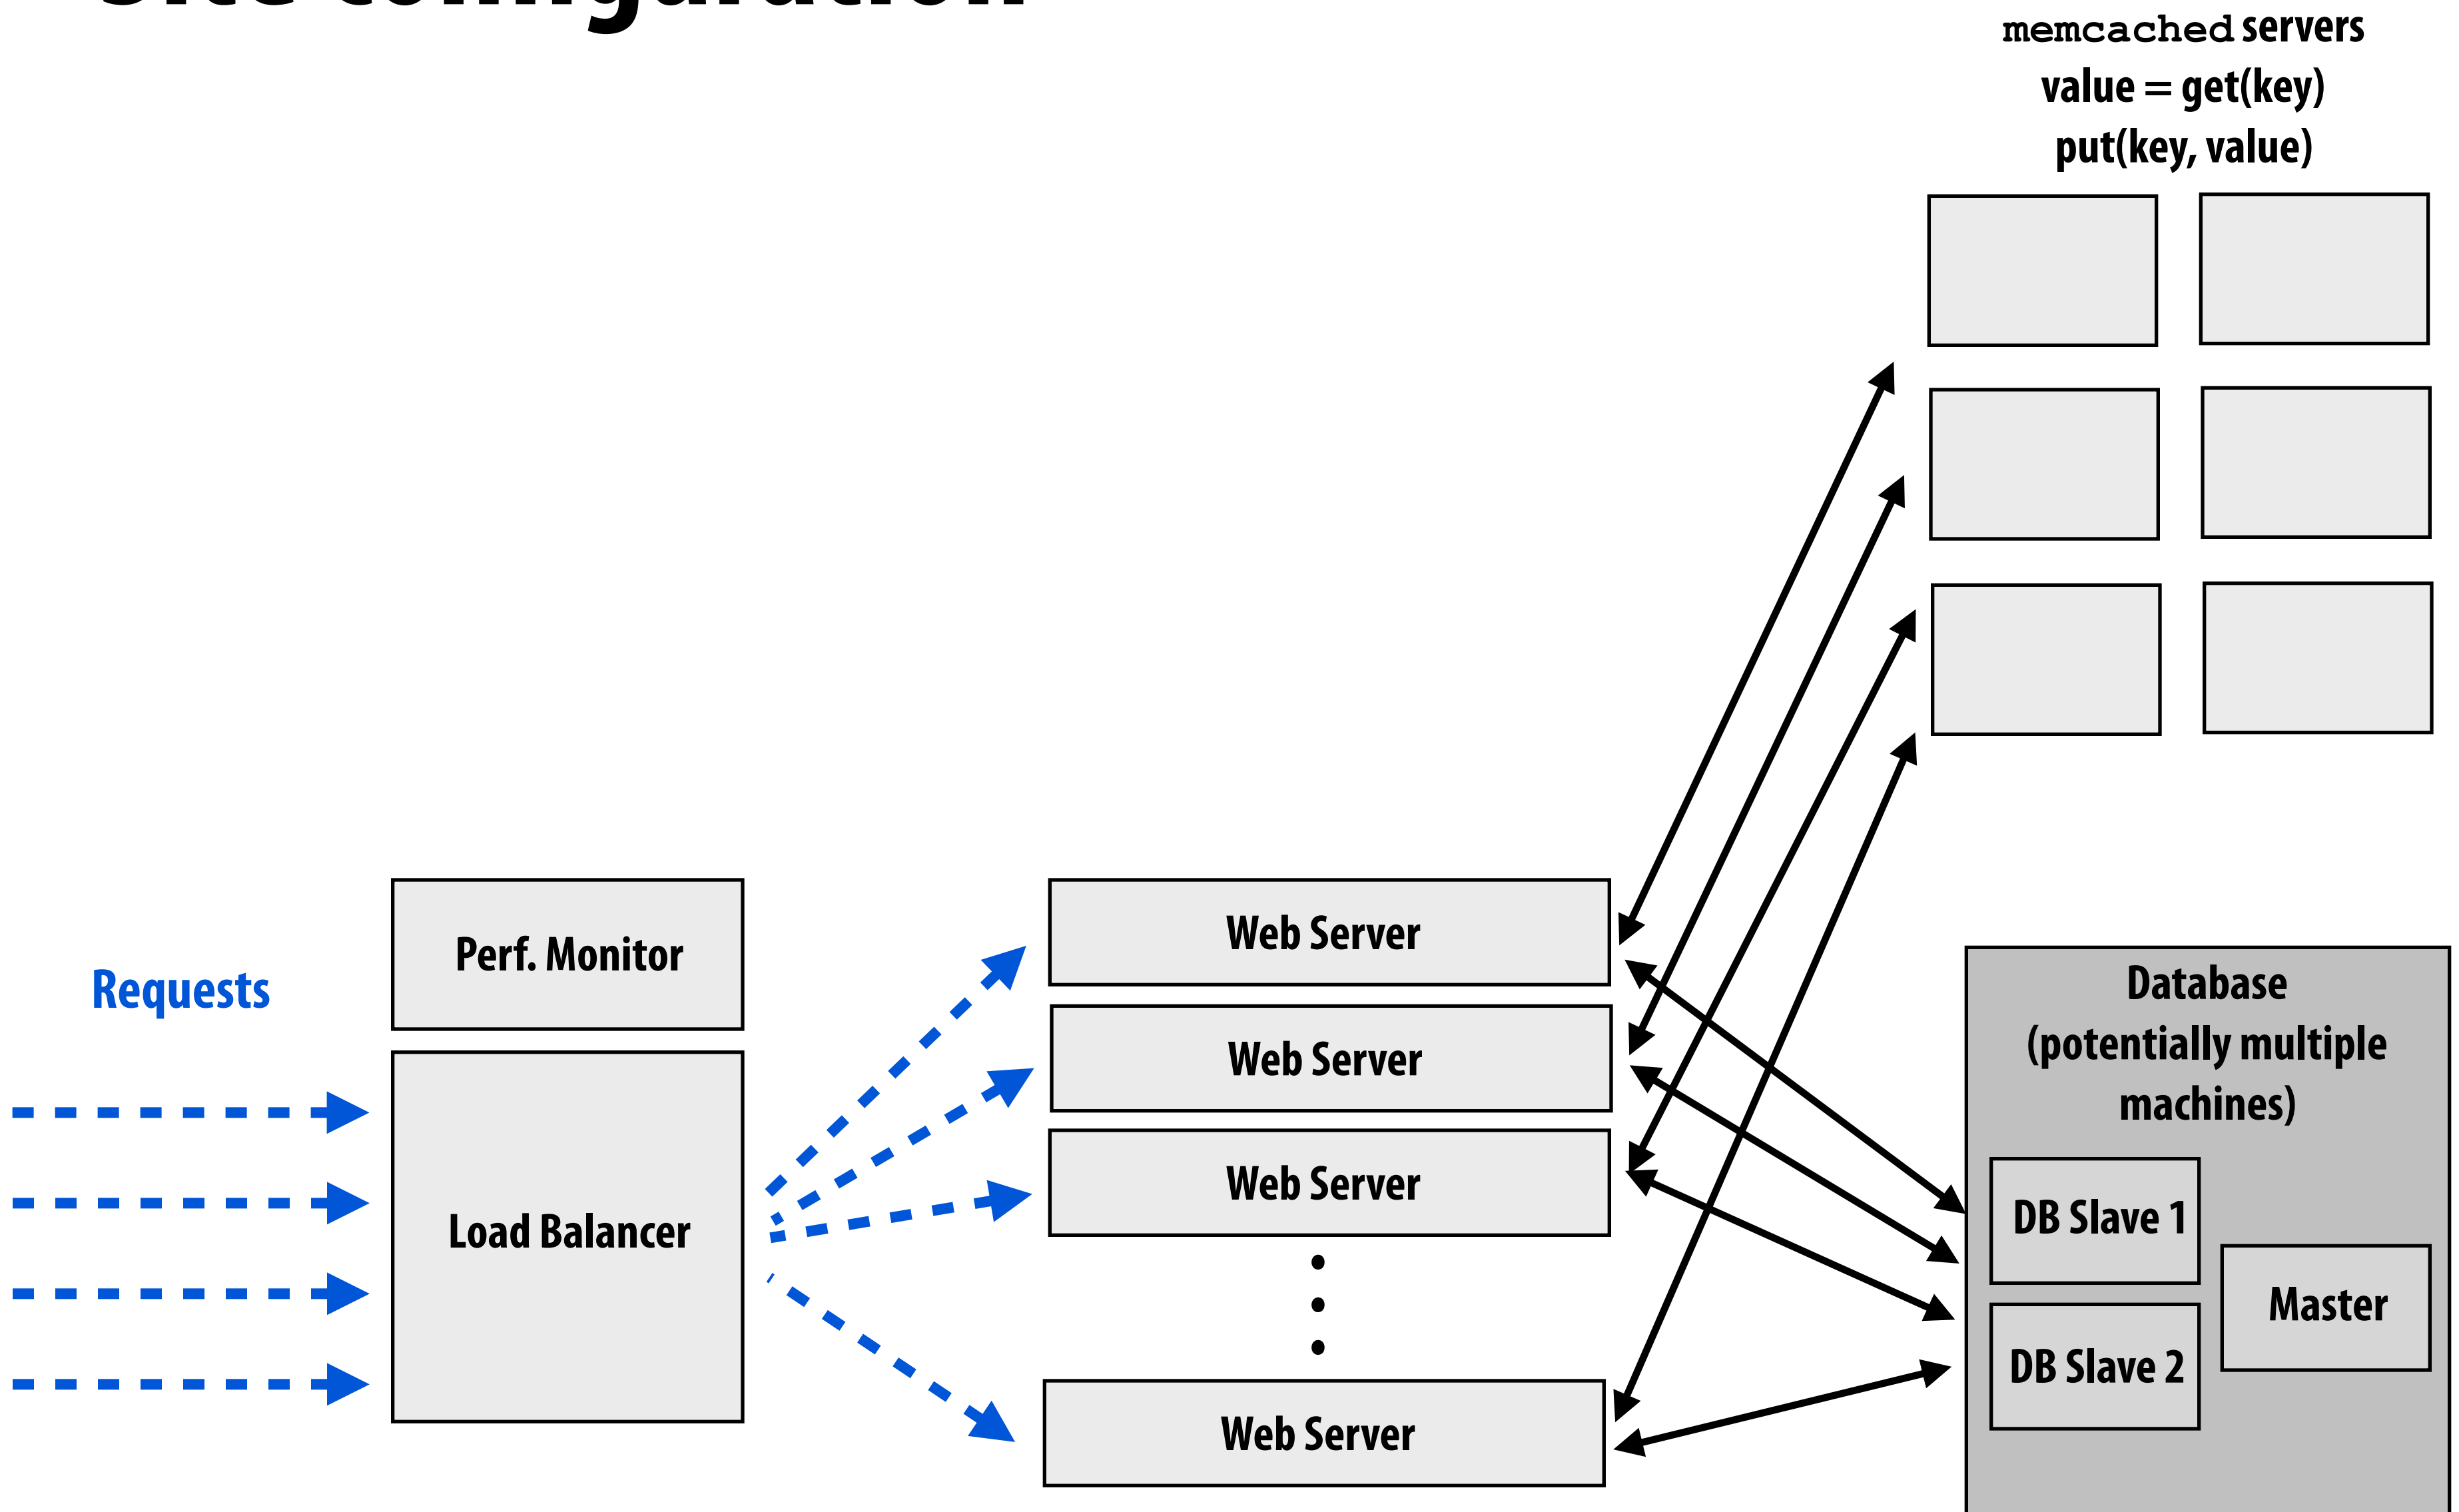 configuration
memcached servers
value = get(key)
put(key, value)
Perf. Monitor
Requests
Load Balancer
Web Server
Web Server
Web Server
Web Server
Database
(potentially multiple
machines)
DB Slave 1
Master
DB Slave 2